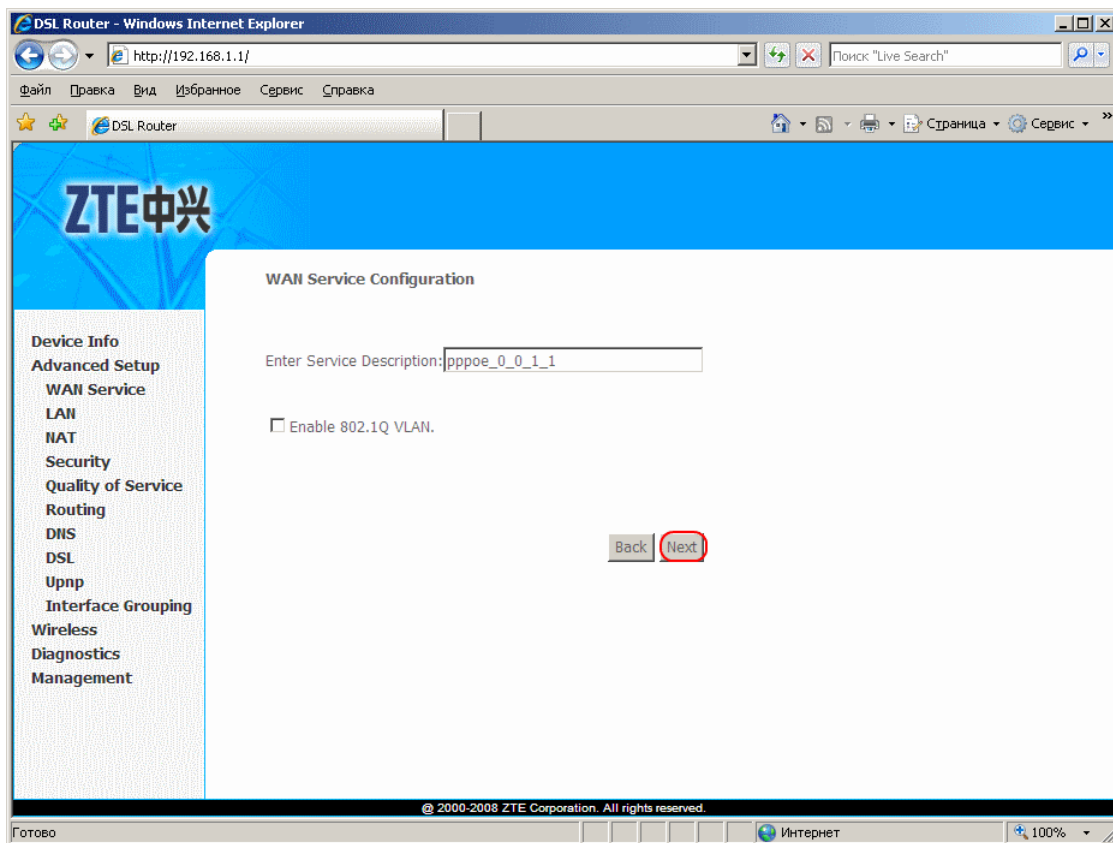 DSL Router - Windows Internet Explorer
http://192.168.1.1/
Поиск "Live Search"
Файл Правка Вид Избранное Сервис Справка
DSL Router
Страница Сервис »
ZTE中兴
WAN Service Configuration
Device Info
Advanced Setup
WAN Service
LAN
NAT
Security
Quality of Service
Routing
DNS
DSL
Upnp
Interface Grouping
Wireless
Diagnostics
Management
Enter Service Description: pppoe_0_0_1_1
Enable 802.1Q VLAN.
Back Next
@ 2000-2008 ZTE Corporation. All rights reserved.
Готово
Интернет
100%